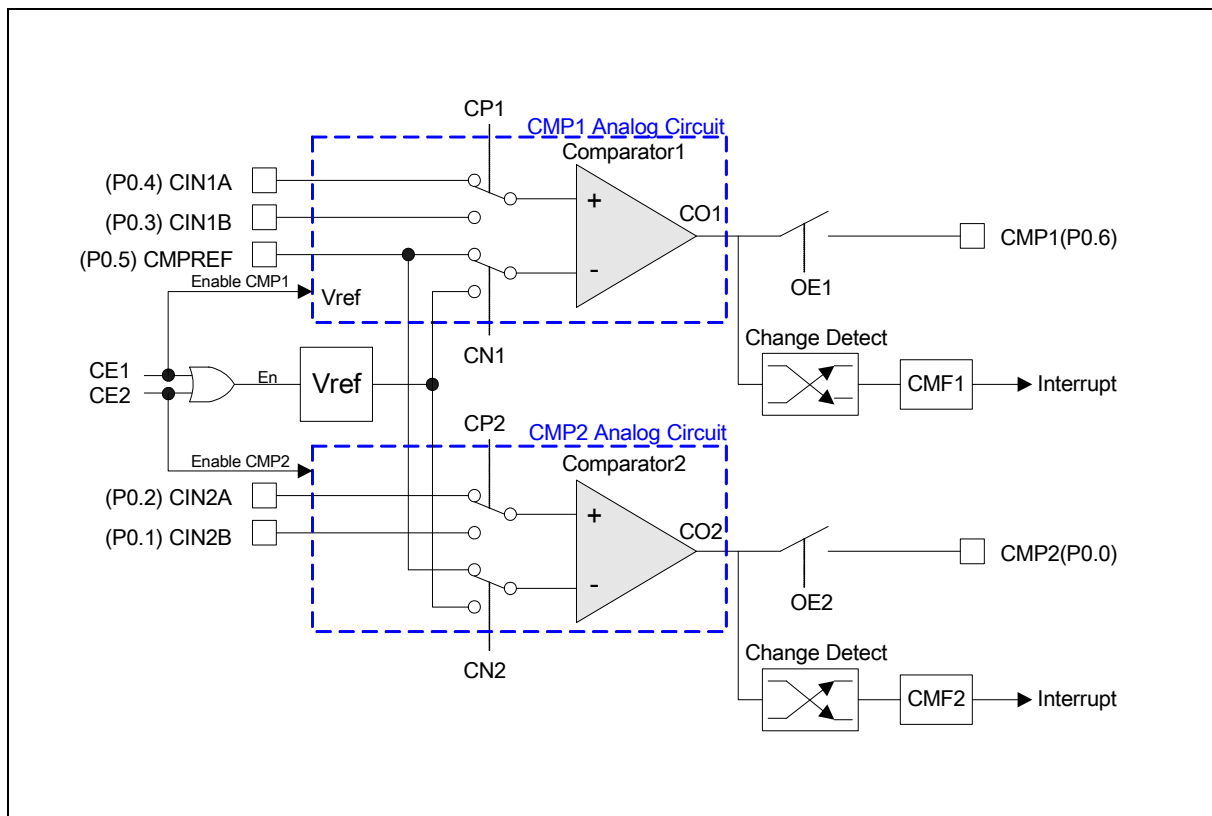 CP1
CMP1 Analog Circuit
Comparator1
(P0.4) CIN1A
(P0.3) CIN1B
(P0.5) CMPREF
+
-
CO1
CMP1(P0.6)
OE1
Enable CMP1
Vref
CN1
Change Detect
CMF1
Interrupt
CE1
CE2
En
Vref
CP2
CMP2 Analog Circuit
Comparator2
Enable CMP2
(P0.2) CIN2A
(P0.1) CIN2B
+
-
CO2
CMP2(P0.0)
OE2
CN2
Change Detect
CMF2
Interrupt